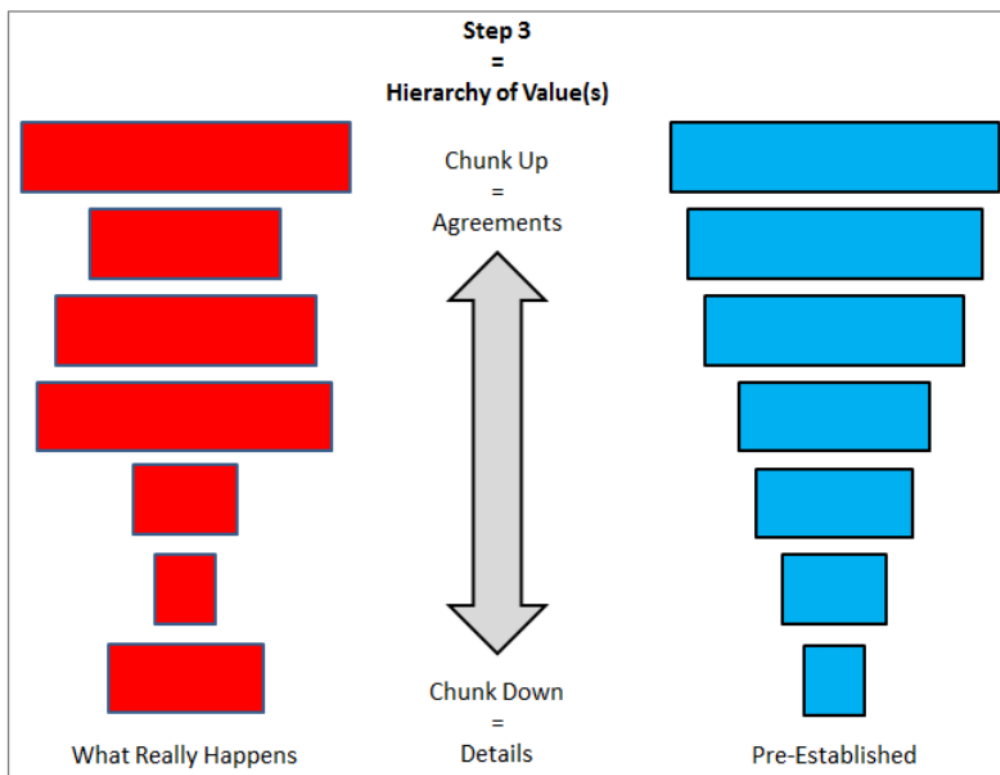 Step 3
=
Hierarchy of Value(s)
Chunk Up
=
Agreements
Chunk Down
=
Details
What Really Happens
Pre-Established